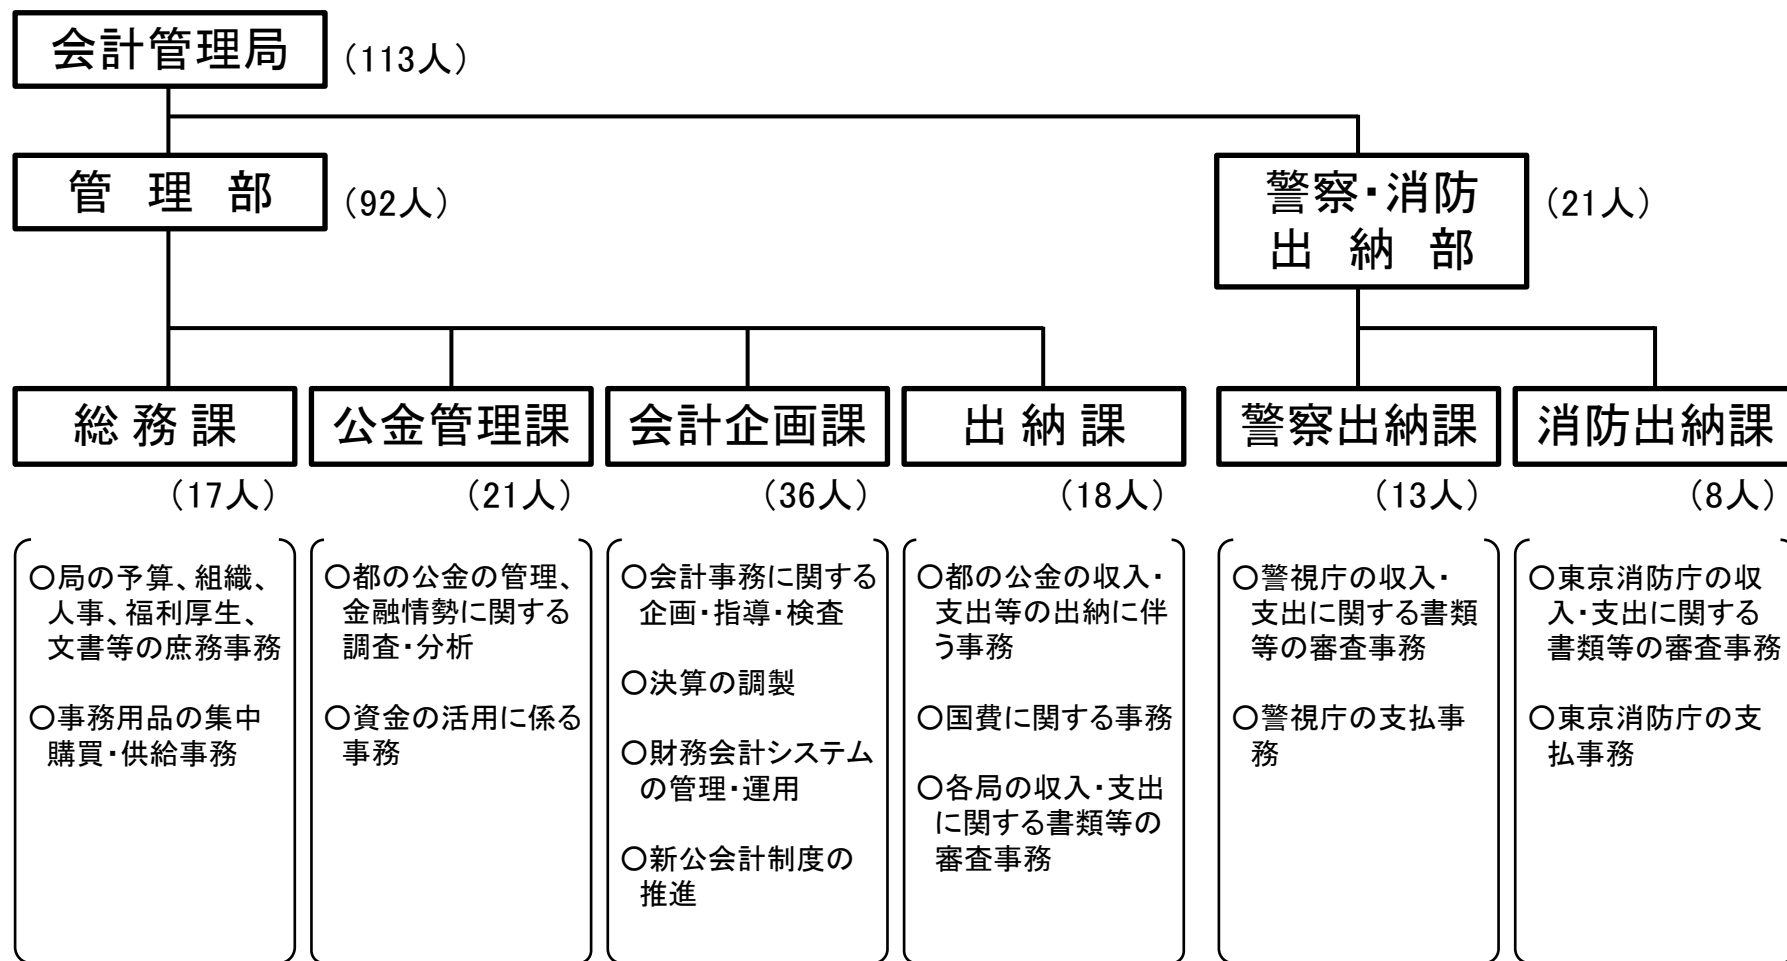 会計管理局
（113人）
管 理 部
（92人）
警察・消防
出 納 部
（21人）
総 務 課
（17人）
公金管理課
（21人）
会計企画課
（36人）
出 納 課
（18人）
警察出納課
（13人）
消防出納課
（8人）
○局の予算、組織、
人事、福利厚生、
文書等の庶務事務
○事務用品の集中
購買・供給事務
○都の公金の管理、
金融情勢に関する
調査・分析
○資金の活用に係る
事務
○会計事務に関する
企画・指導・検査
○決算の調製
○財務会計システム
の管理・運用
○新公会計制度の
推進
○都の公金の収入・
支出等の出納に伴
う事務
○国費に関する事務
○各局の収入・支出
に関する書類等の
審査事務
○警視庁の収入・
支出に関する書類
等の審査事務
○警視庁の支払事
務
○東京消防庁の収
入・支出に関する
書類等の審査事務
○東京消防庁の支
払事務